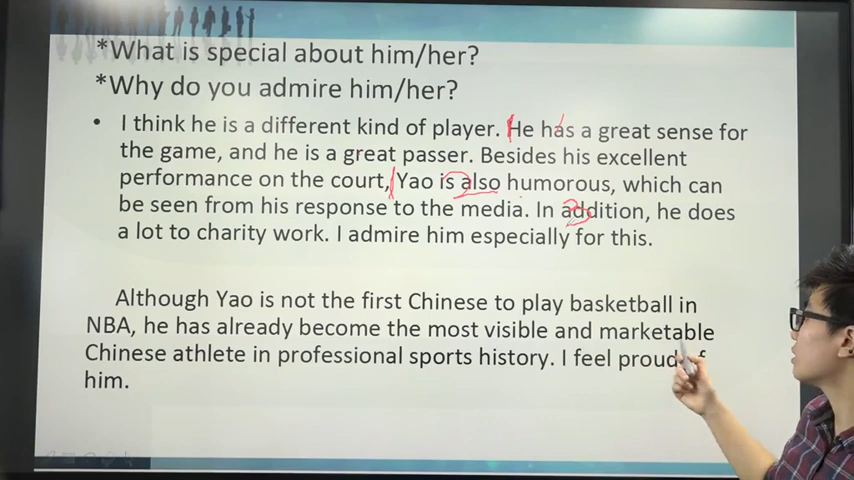 *What is special about him/her?
*Why do you admire him/her?
• I think he is a different kind of player. He has a great sense for
the game, and he is a great passer. Besides his excellent
performance on the court, Yao is also humorous, which can
be seen from his response to the media. In addition, he does
a lot to charity work. I admire him especially for this.
Although Yao is not the first Chinese to play basketball in
NBA, he has already become the most visible and marketable
Chinese athlete in professional sports history. I feel proud of
him.